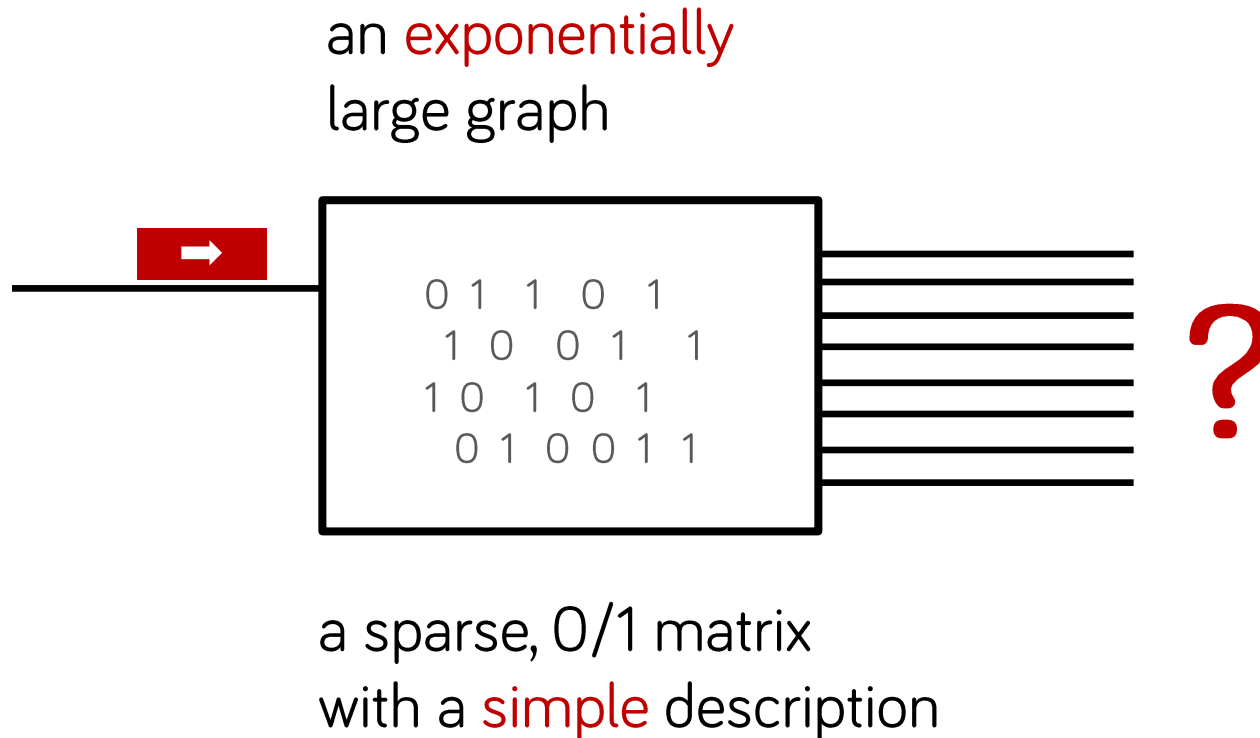 an exponentially
large graph
0 1 1 0 1
1 0 0 1 1
1 0 1 0 1
0 1 0 0 1 1
?
a sparse, 0/1 matrix
with a simple description